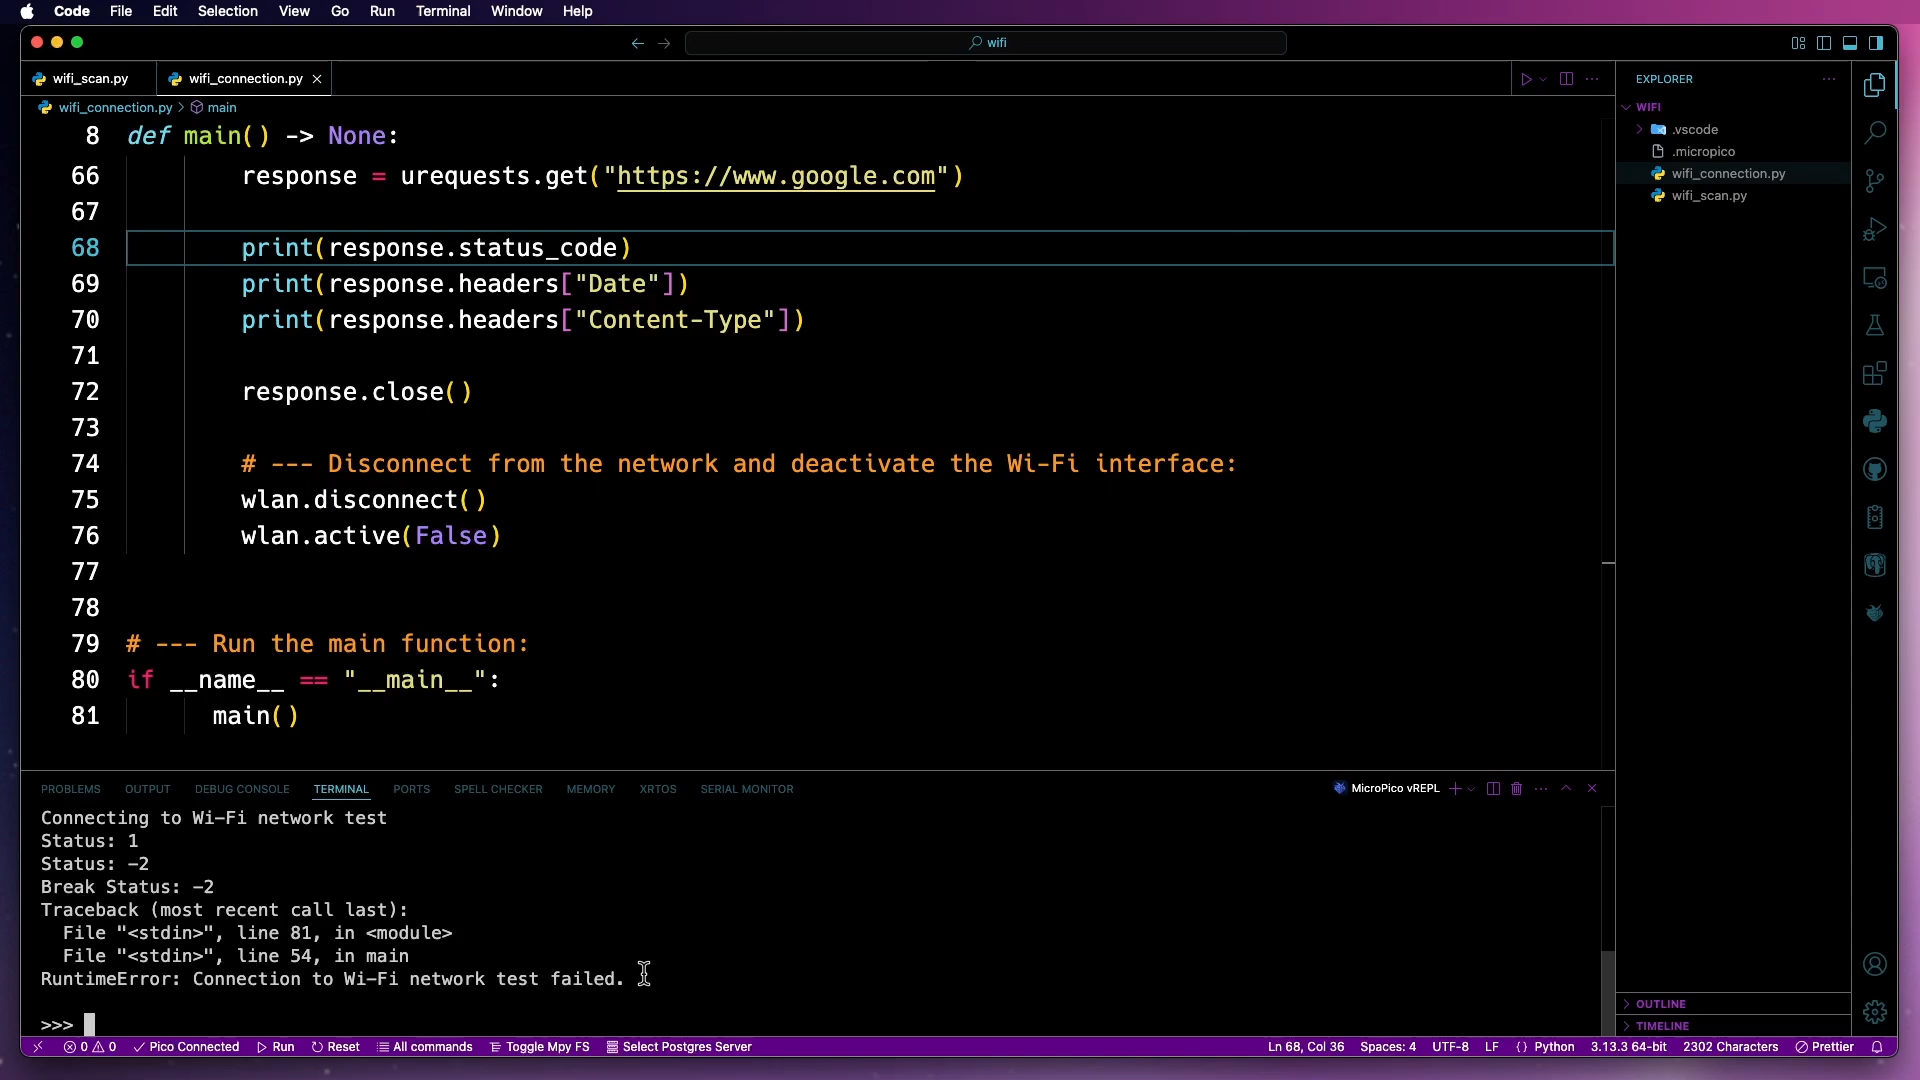 Code File Edit Selection View Go Run Terminal Window Help
wifi
wifi_scan.py wifi_connection.py
wifi_connection.py > main
8 def main() -> None:
66 response = urequests.get("https://www.google.com")
67
68 print(response.status_code)
69 print(response.headers["Date"])
70 print(response.headers["Content-Type"])
71
72 response.close()
73
74 # --- Disconnect from the network and deactivate the Wi-Fi interface:
75 wlan.disconnect()
76 wlan.active(False)
77
78
79 # --- Run the main function:
80 if __name__ == "__main__":
81 main()
EXPLORER
WIFI
.vscode
.micropico
wifi_connection.py
wifi_scan.py
OUTLINE
TIMELINE
PROBLEMS OUTPUT DEBUG CONSOLE TERMINAL PORTS SPELL CHECKER MEMORY XRTOS SERIAL MONITOR MicroPico vREPL
Connecting to Wi-Fi network test
Status: 1
Status: -2
Break Status: -2
Traceback (most recent call last):
File "<stdin>", line 81, in <module>
File "<stdin>", line 54, in main
RuntimeError: Connection to Wi-Fi network test failed.
>>>
0 0 Pico Connected Run Reset All commands Toggle Mpy FS Select Postgres Server Ln 68, Col 36 Spaces: 4 UTF-8 LF {} Python 3.13.3 64-bit 2302 Characters Prettier